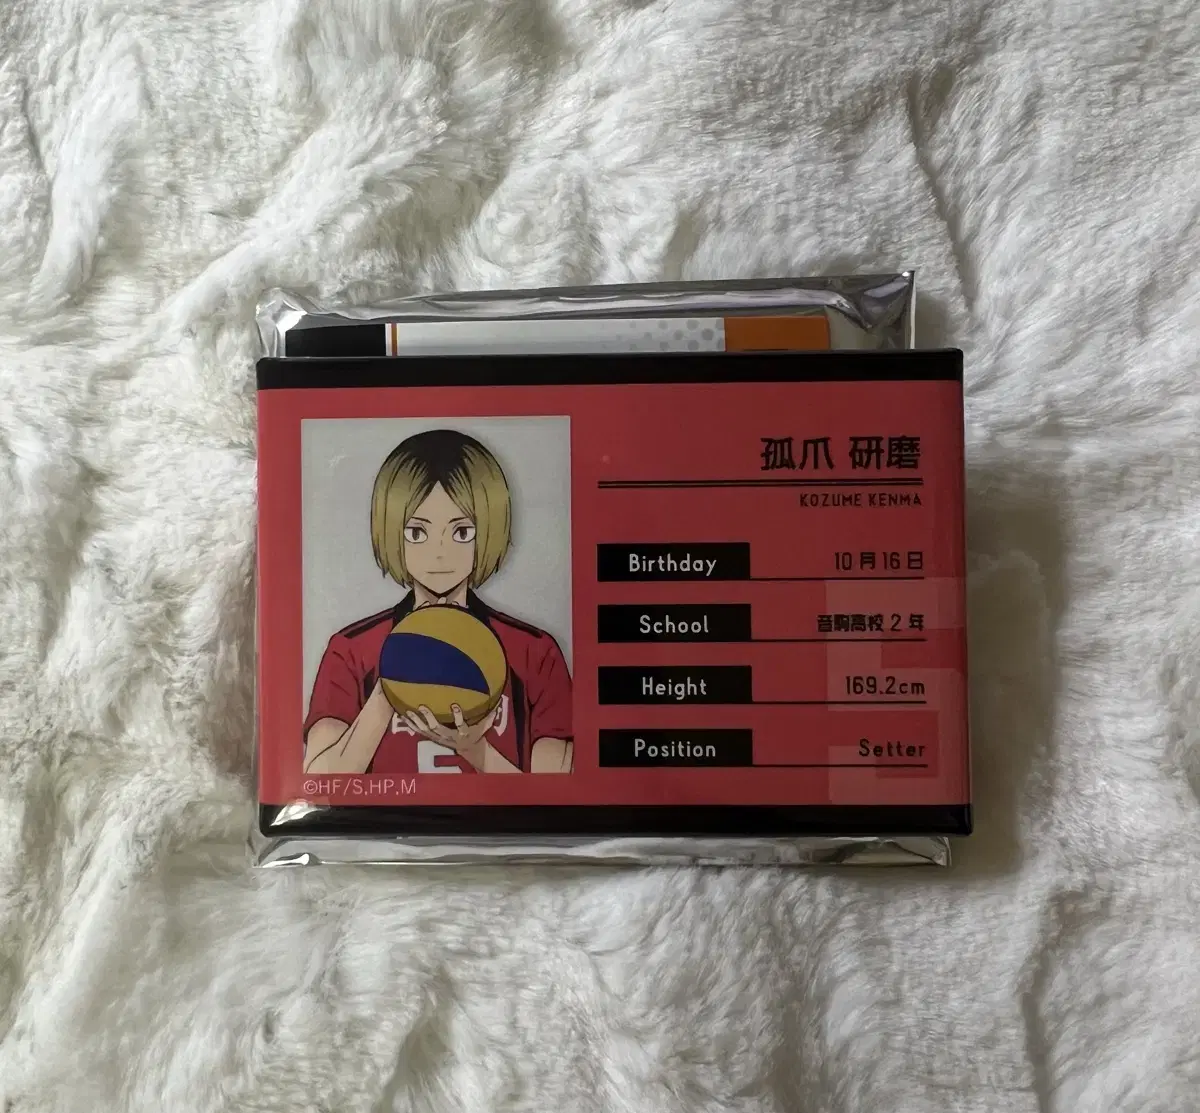 孤爪 研磨
KOZUME KENMA
Birthday 10月16日
School 音駒高校2年
Height 169.2cm
Position Setter
©HF/S,HP,M